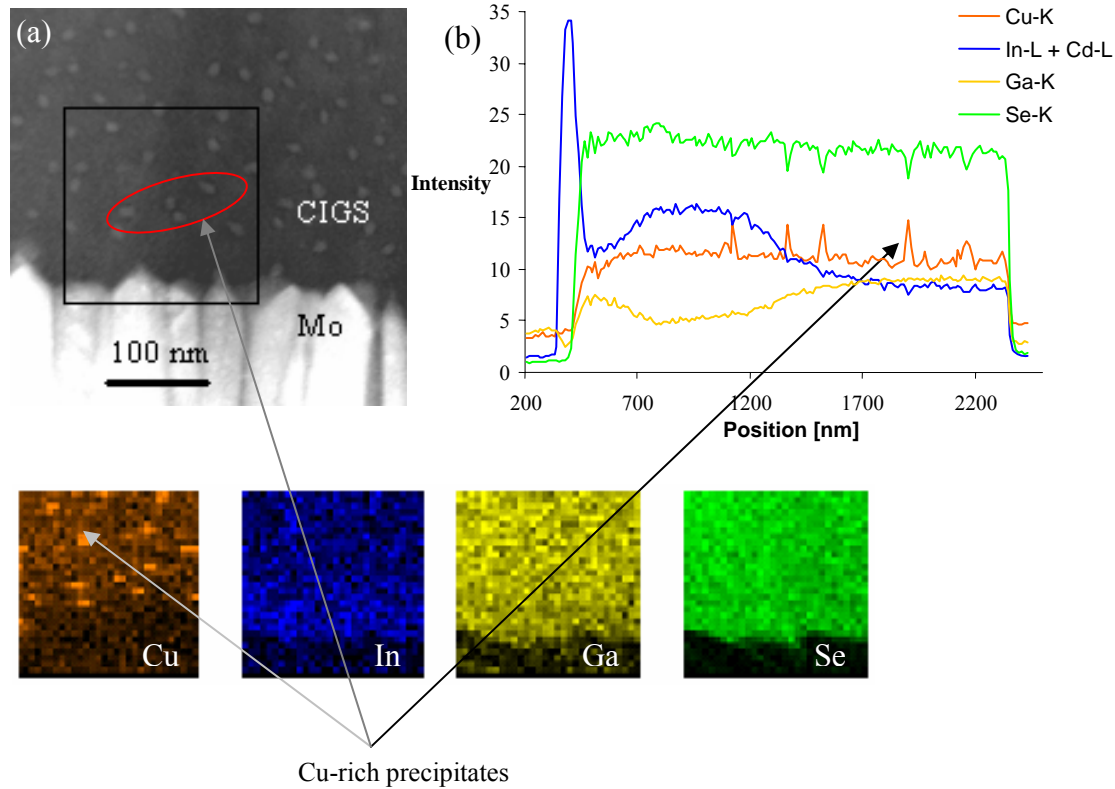 (a)
CIGS
Mo
100 nm
(b)
Cu-K
In-L + Cd-L
Ga-K
Se-K
Intensity
35
30
25
20
15
10
5
0
200 700 1200 1700 2200
Position [nm]
Cu In Ga Se
Cu-rich precipitates